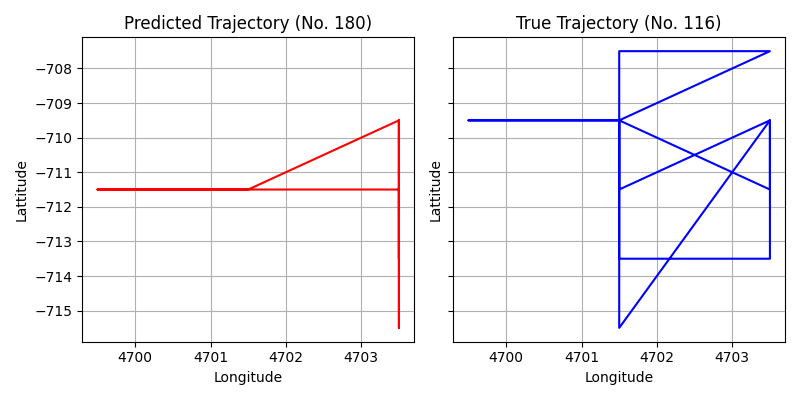 Predicted Trajectory (No. 180)
True Trajectory (No. 116)
−708
−709
−710
−711
−712
−713
−714
−715
Lattitude
Lattitude
4700
4701
4702
4703
4700
4701
4702
4703
Longitude
Longitude